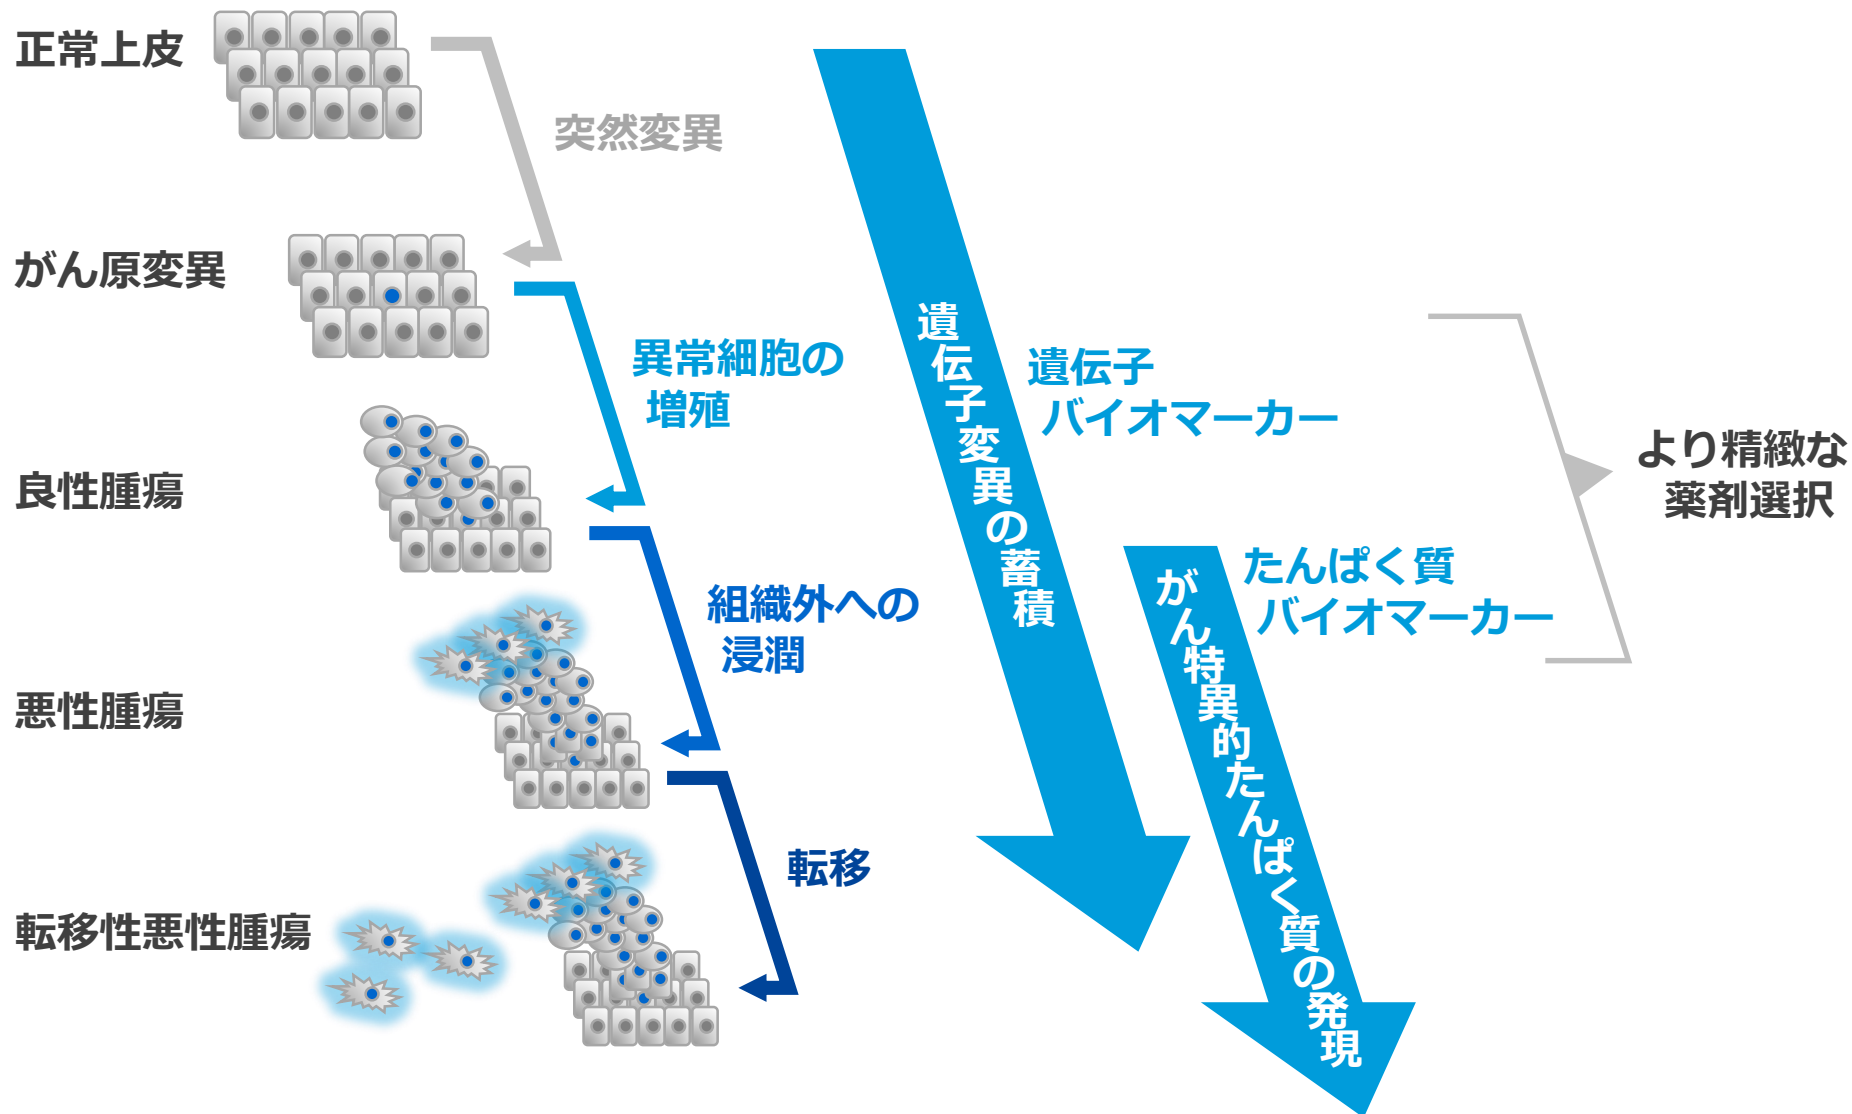 正常上皮
突然変異
がん原変異
異常細胞の
増殖
良性腫瘍
組織外への
浸潤
悪性腫瘍
転移
転移性悪性腫瘍
遺伝子変異の蓄積
遺伝子
バイオマーカー
がん特異的たんぱく質の発現
たんぱく質
バイオマーカー
より精緻な
薬剤選択